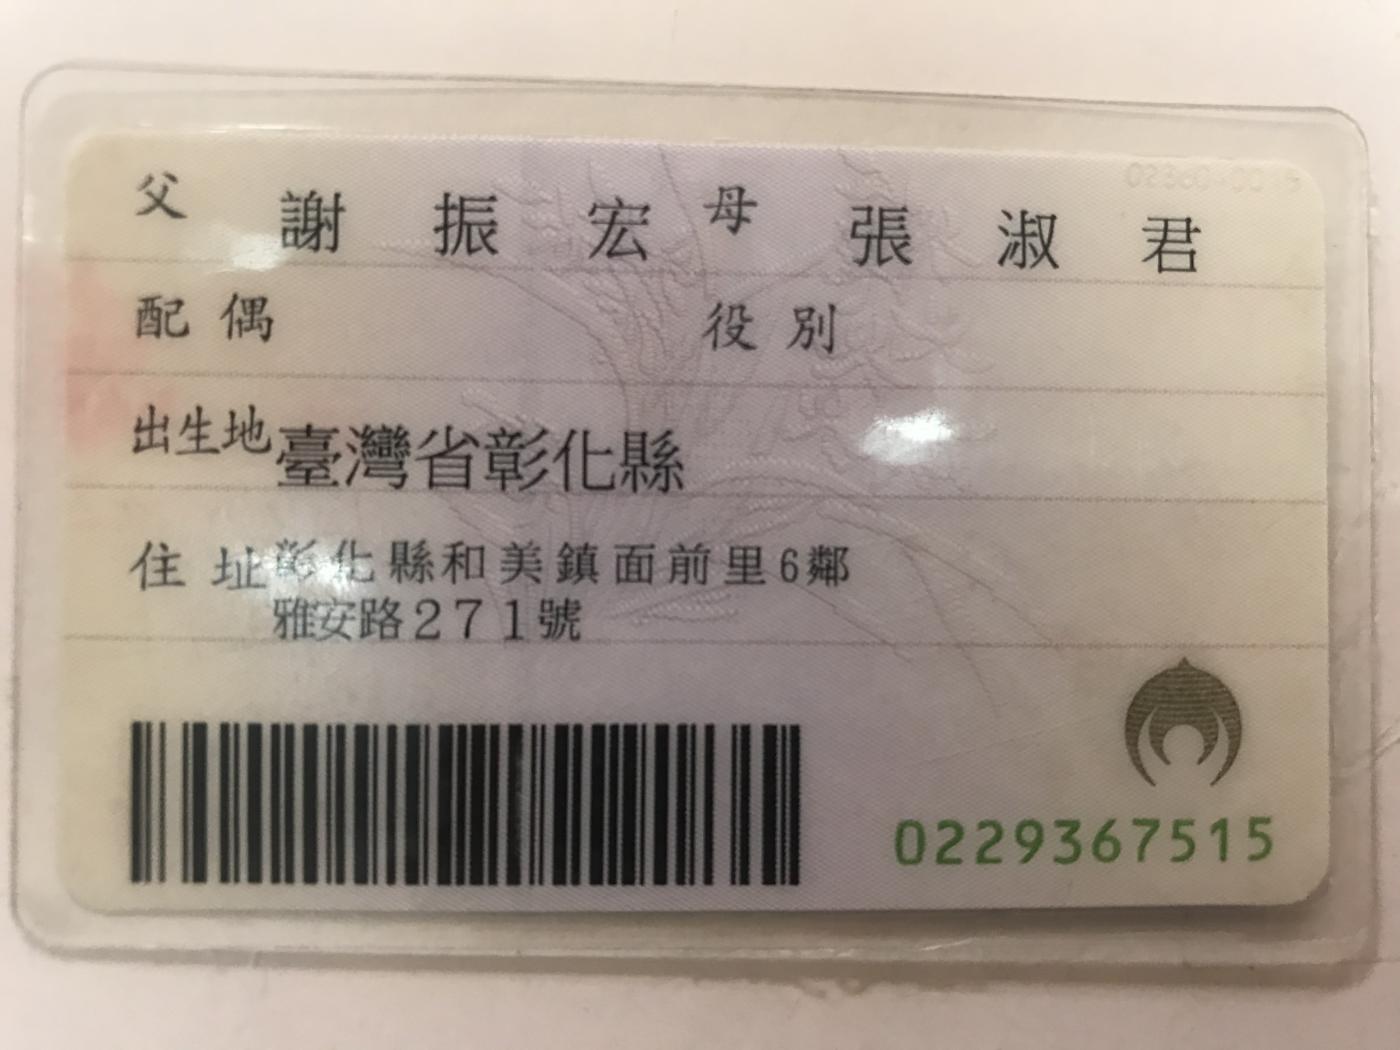 父 謝振宏 母 張淑君
配偶 役別
出生地 臺灣省彰化縣
住址 彰化縣和美鎮面前里6鄰
雅安路271號
0229367515